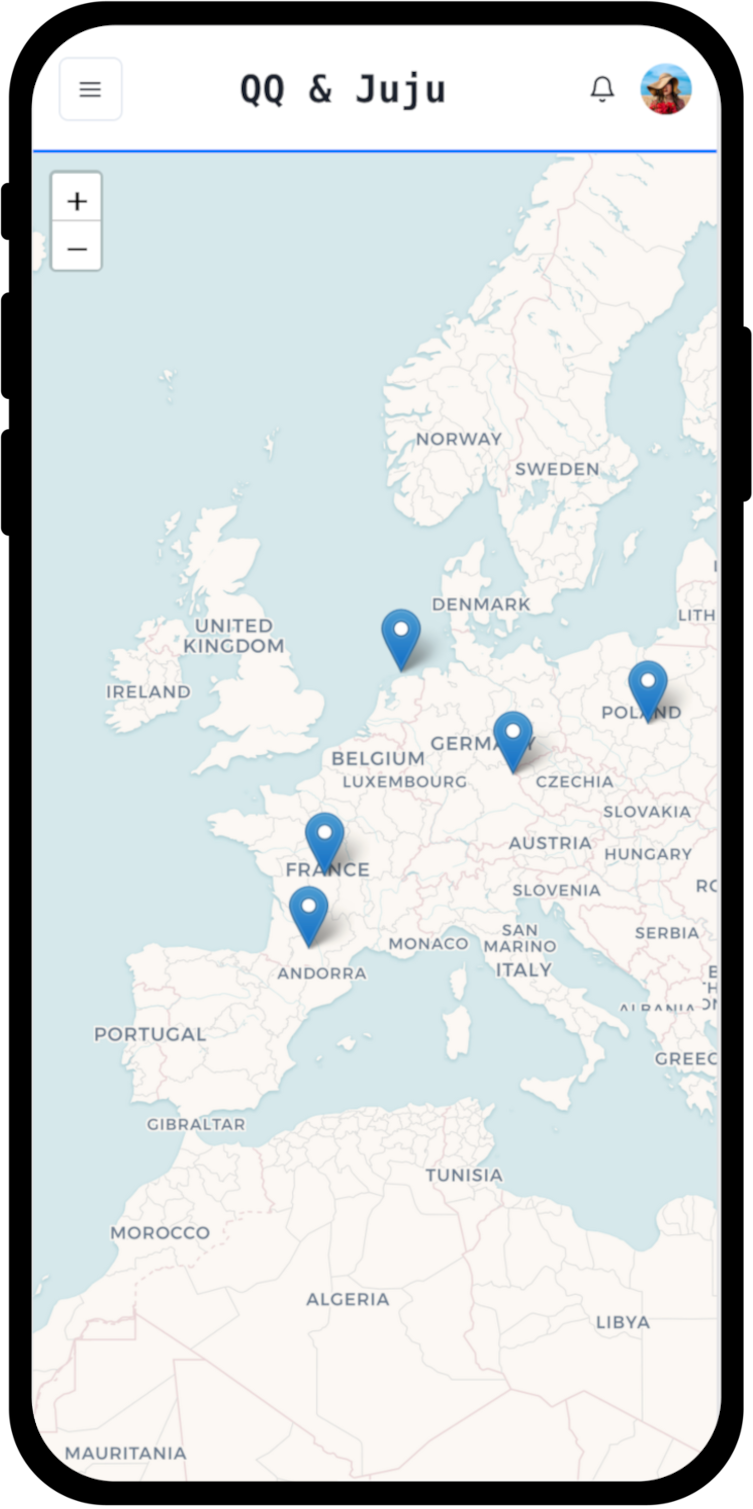 QQ & Juju
+
−
NORWAY
SWEDEN
DENMARK
LITH
UNITED
KINGDOM
IRELAND
POLAND
GERMANY
BELGIUM
LUXEMBOURG
CZECHIA
SLOVAKIA
AUSTRIA
HUNGARY
FRANCE
SLOVENIA
RO
SAN
MARINO
SERBIA
MONACO
ITALY
ANDORRA
ALBANIA
PORTUGAL
GREEC
GIBRALTAR
TUNISIA
MOROCCO
ALGERIA
LIBYA
MAURITANIA